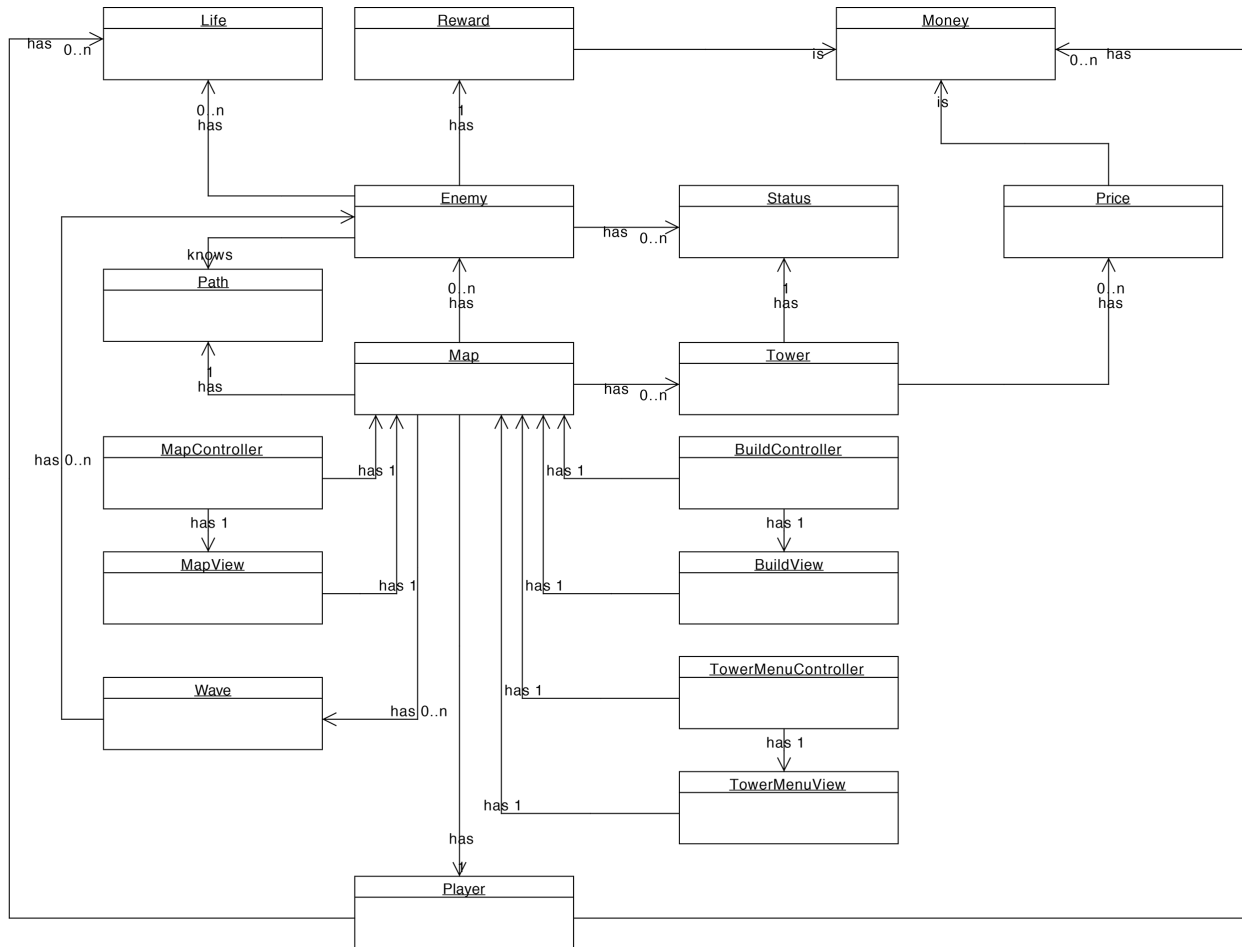 Life
Reward
Money
has
0..n
is
0..n
has
0..n
has
1
has
is
Enemy
Status
Price
has
0..n
knows
Path
0..n
has
1
has
0..n
has
Map
Tower
1
has
has
0..n
MapController
BuildController
has 1
has 1
has 0..n
has 1
has 1
MapView
BuildView
has 1
has 1
TowerMenuController
Wave
has 1
has 0..n
has 1
TowerMenuView
has 1
has
1
Player